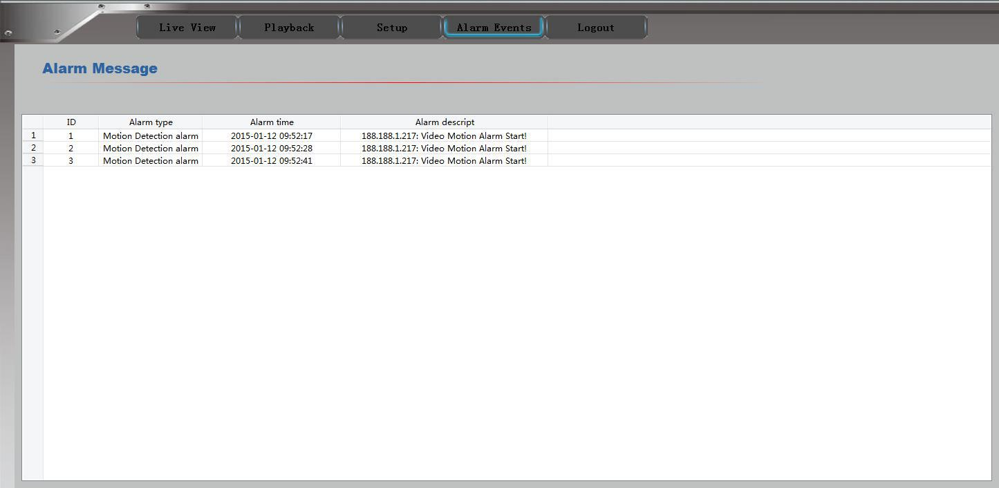 Live View Playback Setup Alarm Events Logout
Alarm Message
ID Alarm type Alarm time Alarm descript
1 1 Motion Detection alarm 2015-01-12 09:52:17 188.188.1.217: Video Motion Alarm Start!
2 2 Motion Detection alarm 2015-01-12 09:52:28 188.188.1.217: Video Motion Alarm Start!
3 3 Motion Detection alarm 2015-01-12 09:52:41 188.188.1.217: Video Motion Alarm Start!